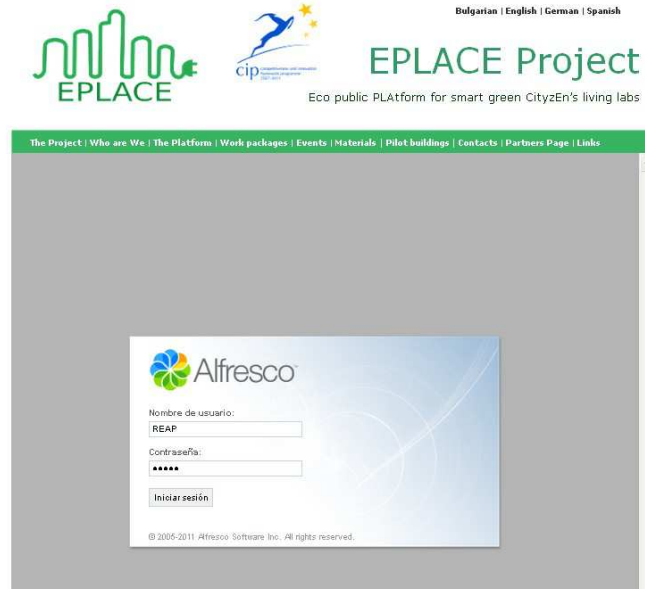 Bulgarian | English | German | Spanish
EPLACE
cip
EPLACE Project
Eco public PLAtform for smart green CityzEn's living labs
The Project | Who are We | The Platform | Work packages | Events | Materials | Pilot buildings | Contacts | Partners Page | Links
Alfresco
Nombre de usuario:
REAP
Contraseña:
•••••
Iniciar sesión
© 2005-2011 Alfresco Software Inc. All rights reserved.